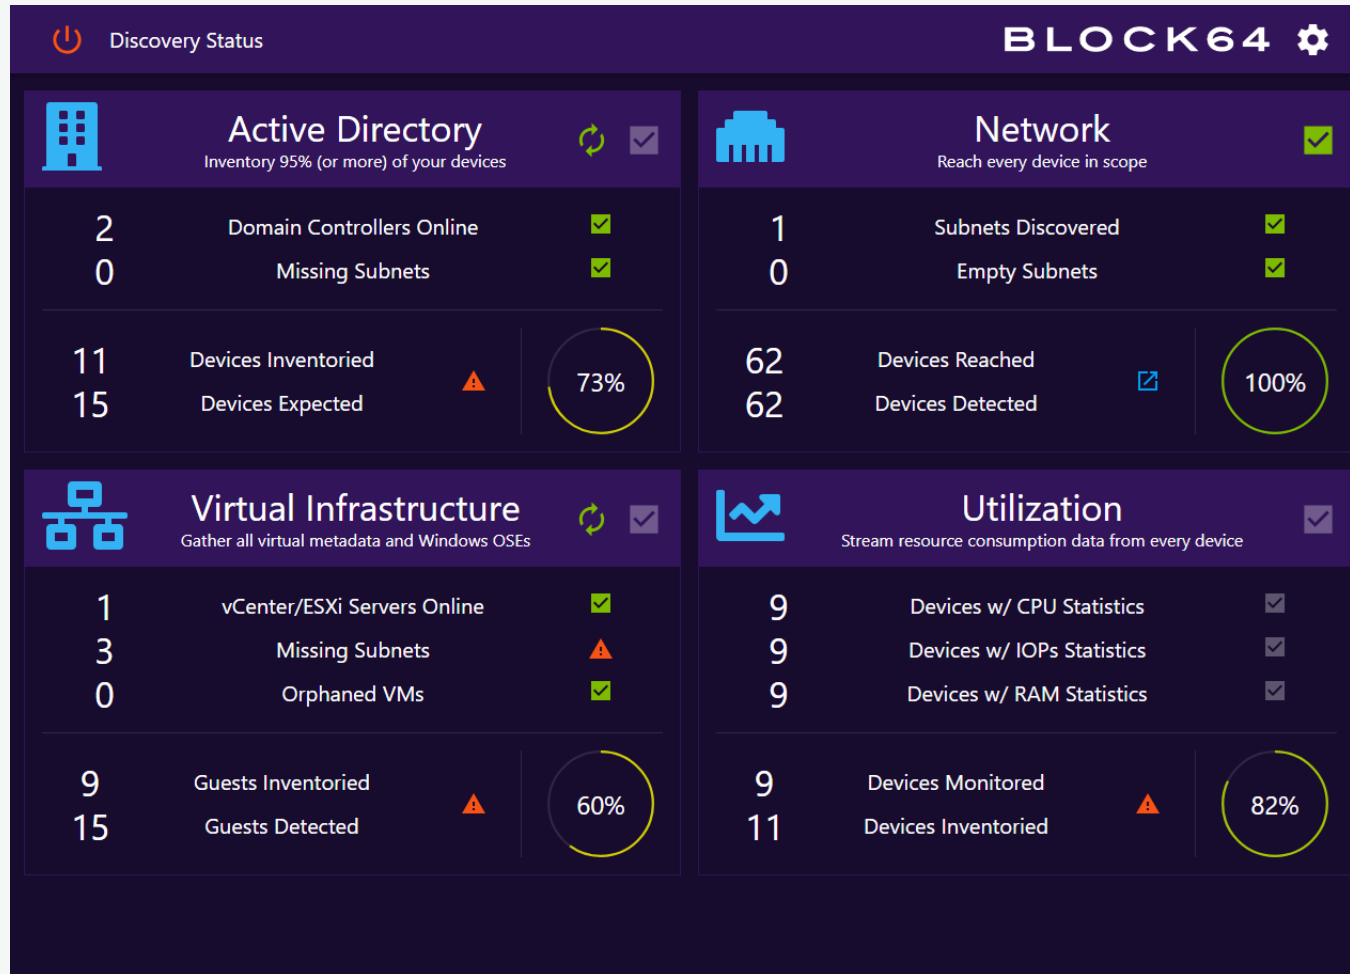 Discovery Status
BLOCK64
Active Directory
Inventory 95% (or more) of your devices
2 Domain Controllers Online
0 Missing Subnets
11 Devices Inventoried
15 Devices Expected
73%
Network
Reach every device in scope
1 Subnets Discovered
0 Empty Subnets
62 Devices Reached
62 Devices Detected
100%
Virtual Infrastructure
Gather all virtual metadata and Windows OSEs
1 vCenter/ESXi Servers Online
3 Missing Subnets
0 Orphaned VMs
9 Guests Inventoried
15 Guests Detected
60%
Utilization
Stream resource consumption data from every device
9 Devices w/ CPU Statistics
9 Devices w/ IOPs Statistics
9 Devices w/ RAM Statistics
9 Devices Monitored
11 Devices Inventoried
82%